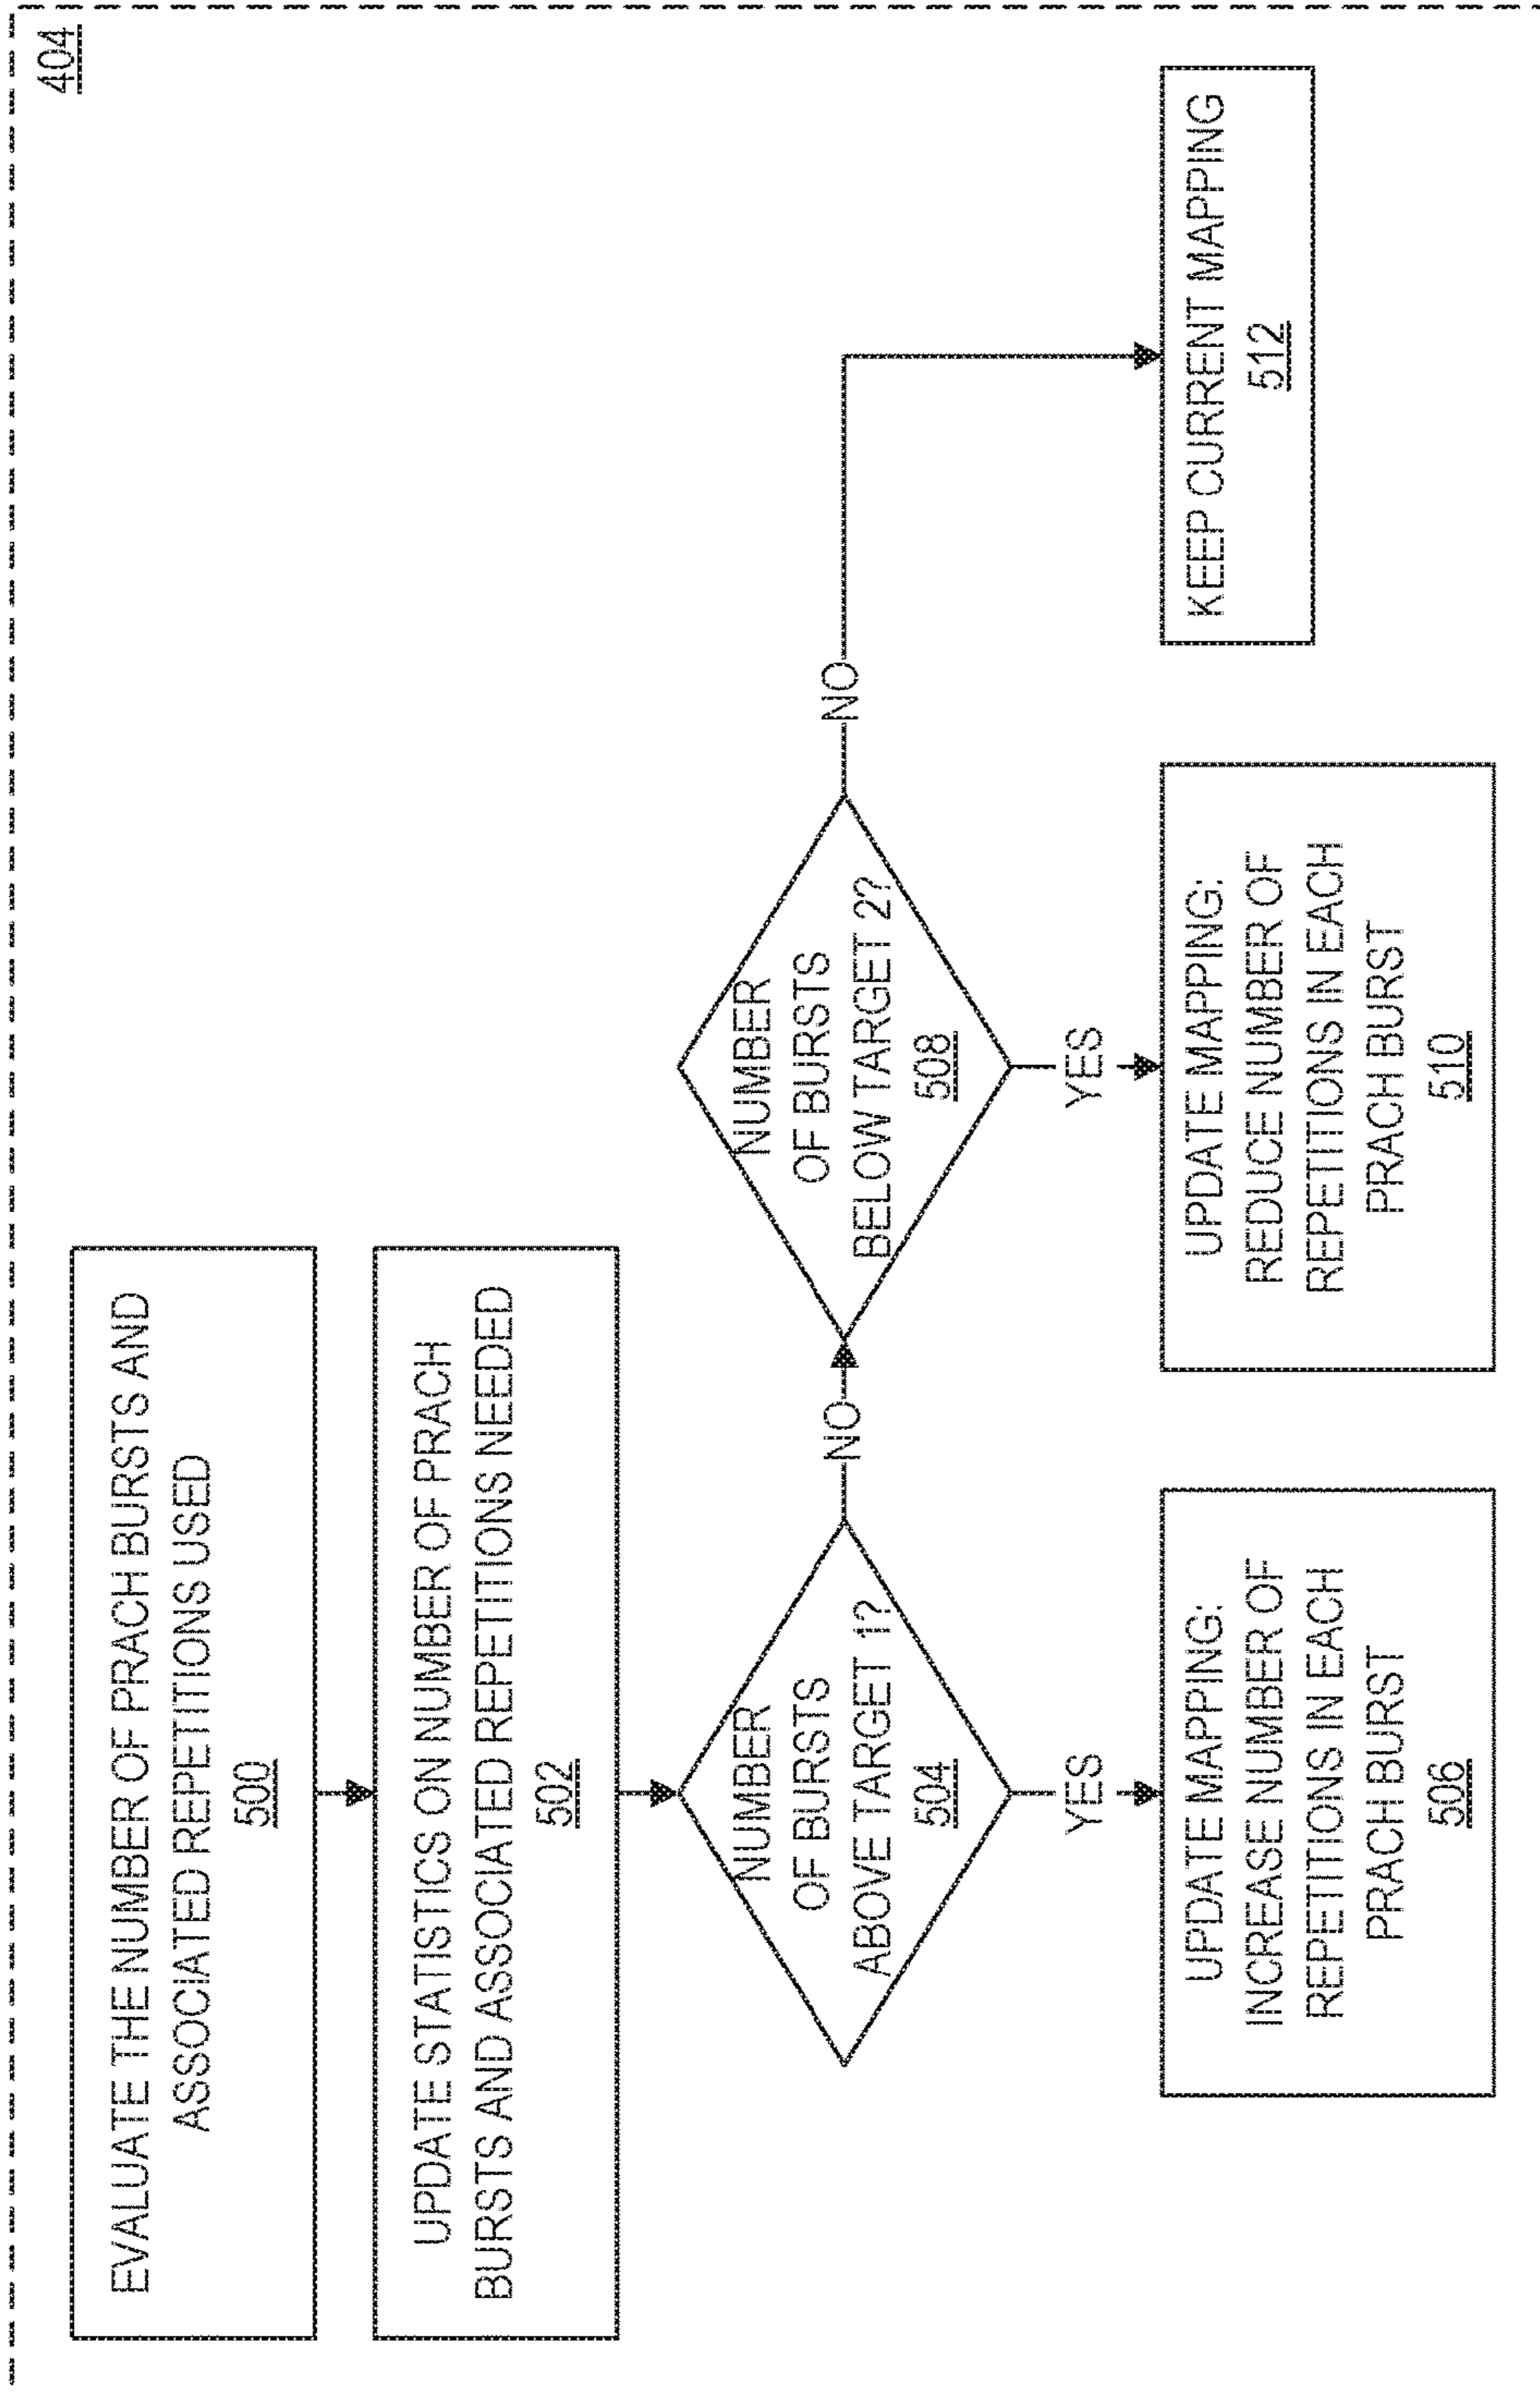 404
EVALUATE THE NUMBER OF PRACH BURSTS AND
ASSOCIATED REPETITIONS USED
500
UPDATE STATISTICS ON NUMBER OF PRACH
BURSTS AND ASSOCIATED REPETITIONS NEEDED
502
NUMBER
OF BURSTS
ABOVE TARGET 1?
504
NO
YES
UPDATE MAPPING:
INCREASE NUMBER OF
REPETITIONS IN EACH
PRACH BURST
506
NUMBER
OF BURSTS
BELOW TARGET 2?
508
NO
YES
UPDATE MAPPING:
REDUCE NUMBER OF
REPETITIONS IN EACH
PRACH BURST
510
KEEP CURRENT MAPPING
512